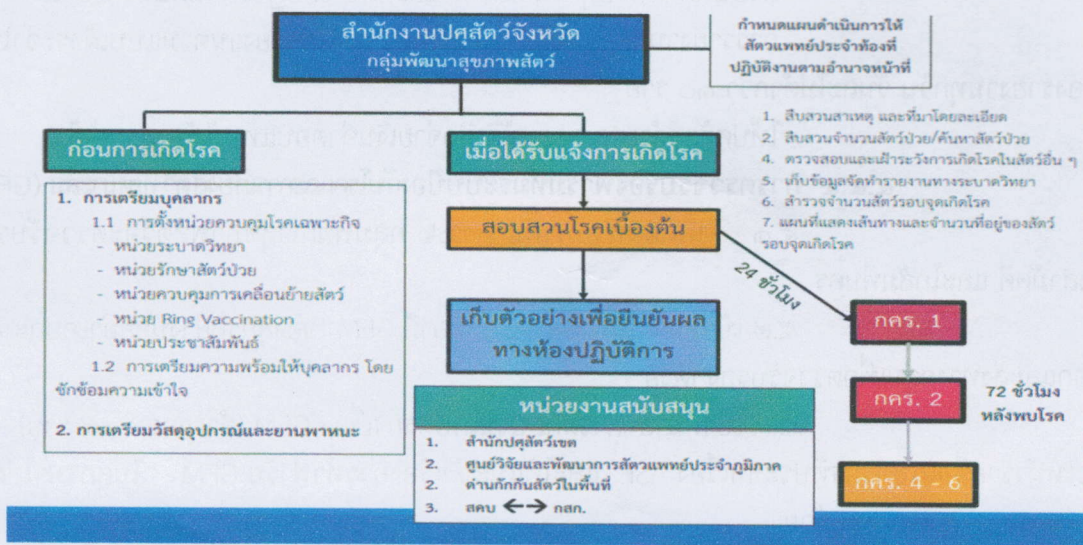 สำนักงานปศุสัตว์จังหวัด
กลุ่มพัฒนาสุขภาพสัตว์
กำหนดแผนดำเนินการให้
สัตวแพทย์ประจำท้องที่
ปฏิบัติงานตามอำนาจหน้าที่
ก่อนการเกิดโรค
1. การเตรียมบุคลากร
1.1 การตั้งหน่วยควบคุมโรคเฉพาะกิจ
- หน่วยระบาดวิทยา
- หน่วยรักษาสัตว์ป่วย
- หน่วยควบคุมการเคลื่อนย้ายสัตว์
- หน่วย Ring Vaccination
- หน่วยประชาสัมพันธ์
1.2 การเตรียมความพร้อมให้บุคลากร โดย
ซักซ้อมความเข้าใจ
2. การเตรียมวัสดุอุปกรณ์และยานพาหนะ
เมื่อได้รับแจ้งการเกิดโรค
สอบสวนโรคเบื้องต้น
เก็บตัวอย่างเพื่อยืนยันผล
ทางห้องปฏิบัติการ
1. สืบสวนสาเหตุ และที่มาโดยละเอียด
2. สืบสวนจำนวนสัตว์ป่วย/ค้นหาสัตว์ป่วย
4. ตรวจสอบและเฝ้าระวังการเกิดโรคในสัตว์อื่น ๆ
5. เก็บข้อมูลจัดทำรายงานทางระบาดวิทยา
6. สำรวจจำนวนสัตว์รอบจุดเกิดโรค
7. แผนที่แสดงเส้นทางและจำนวนที่อยู่ของสัตว์
รอบจุดเกิดโรค
24 ชั่วโมง
กคร. 1
กคร. 2
72 ชั่วโมง
หลังพบโรค
กคร. 4 - 6
หน่วยงานสนับสนุน
1. สำนักปศุสัตว์เขต
2. ศูนย์วิจัยและพัฒนาการสัตวแพทย์ประจำภูมิภาค
2. ด่านกักกันสัตว์ในพื้นที่
3. สคบ ←→ กสก.